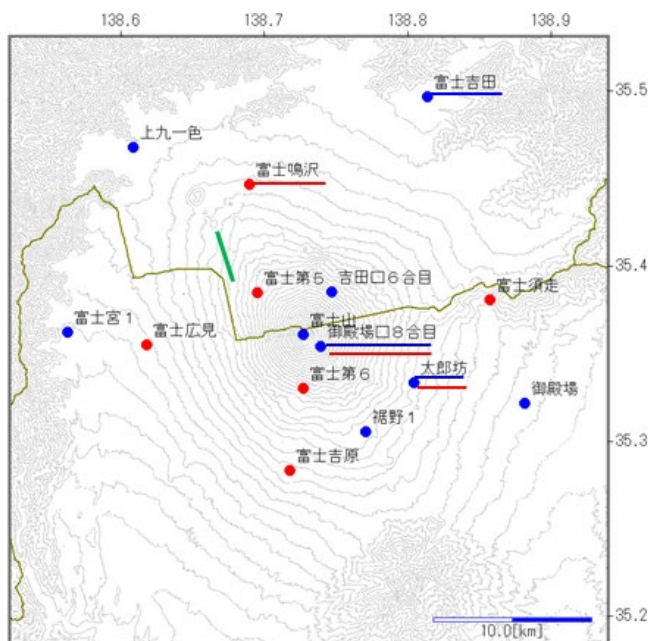 138.6 138.7 138.8 138.9
富士吉田
35.5
上九一色
富士鳴沢
35.4
富士第5 吉田口6合目
富士須走
富士宮1
富士広見
富士山
御殿場口8合目
太郎坊
富士第6
御殿場
裾野1
35.3
富士吉原
35.2
10.0[km]